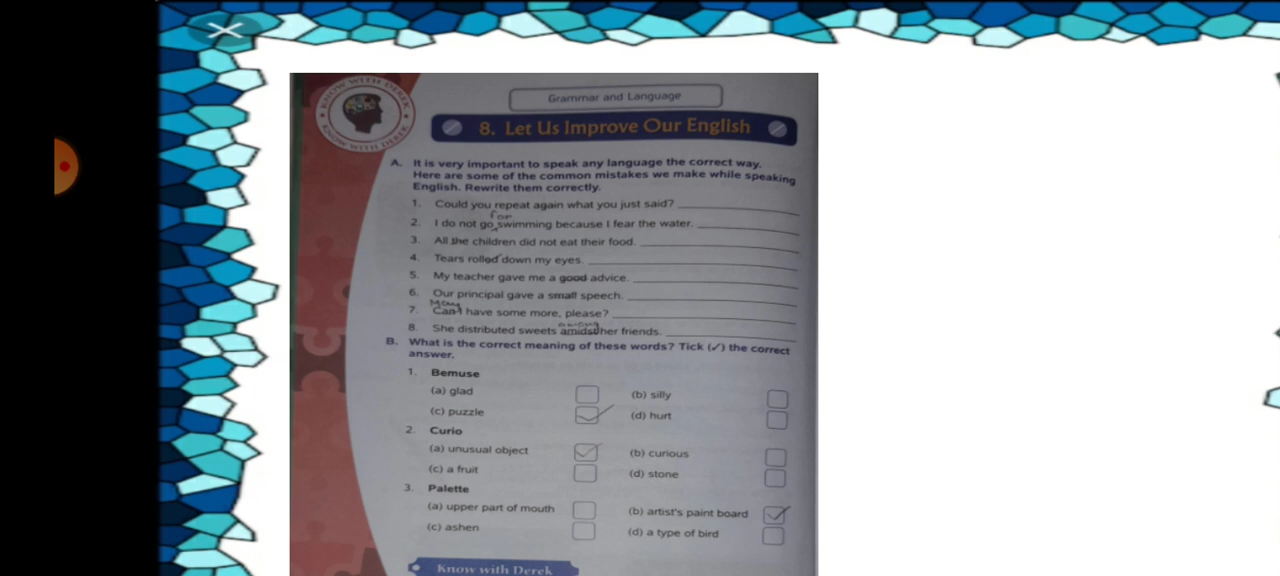 KNOW WITH DEREK
KNOW WITH DEREK
Grammar and Language
8. Let Us Improve Our English
A. It is very important to speak any language the correct way.
Here are some of the common mistakes we make while speaking
English. Rewrite them correctly.
1. Could you repeat again what you just said?
for
2. I do not go swimming because I fear the water.
3. All the children did not eat their food.
4. Tears rolled down my eyes.
5. My teacher gave me a good advice.
6. Our principal gave a small speech.
May
7. Can I have some more, please?
among
8. She distributed sweets amidst her friends.
B. What is the correct meaning of these words? Tick (✓) the correct
answer.
1. Bemuse
(a) glad (b) silly
(c) puzzle ✓ (d) hurt
2. Curio
(a) unusual object ✓ (b) curious
(c) a fruit (d) stone
3. Palette
(a) upper part of mouth (b) artist's paint board ✓
(c) ashen (d) a type of bird
Know with Derek